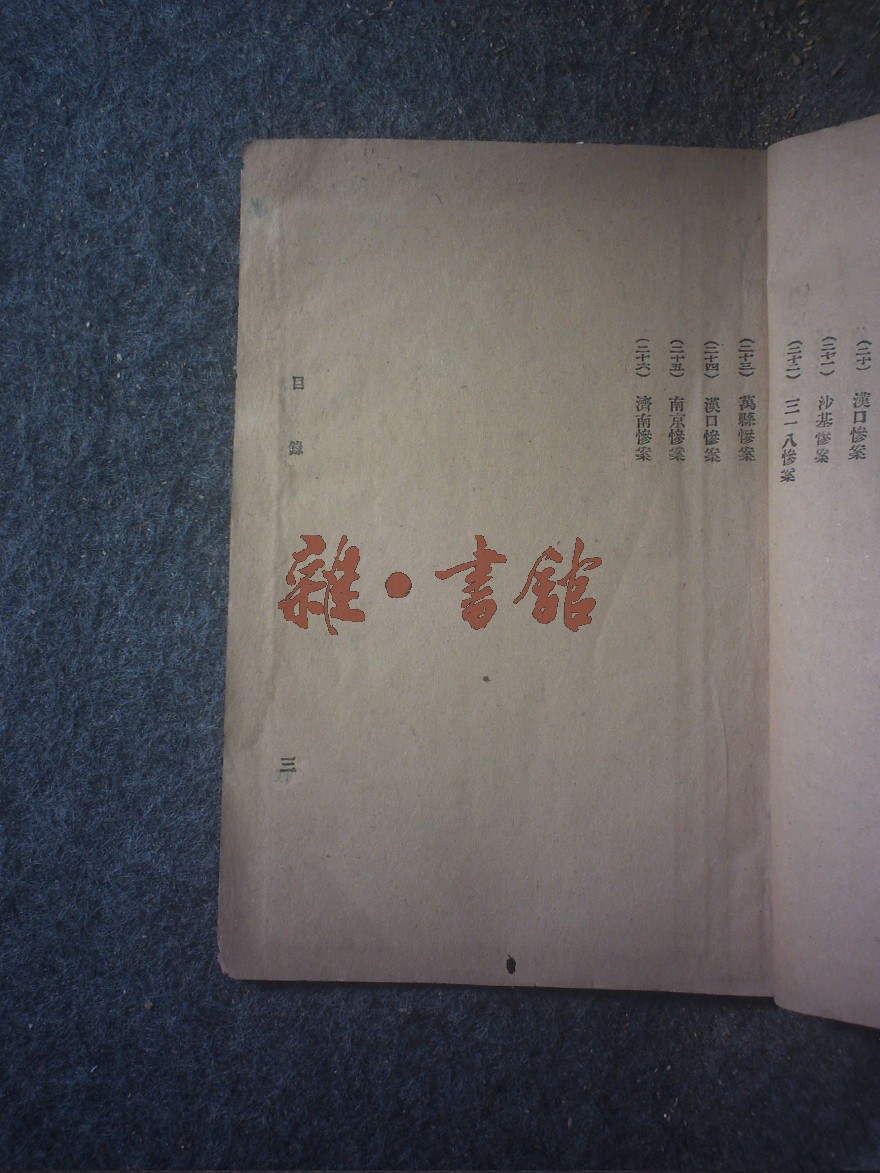 (二十) 漢口慘案
(二十一) 沙基慘案
(二十二) 三一八慘案
(二十三) 萬縣慘案
(二十四) 漢口慘案
(二十五) 南京慘案
(二十六) 濟南慘案
目錄
三
雜·書館